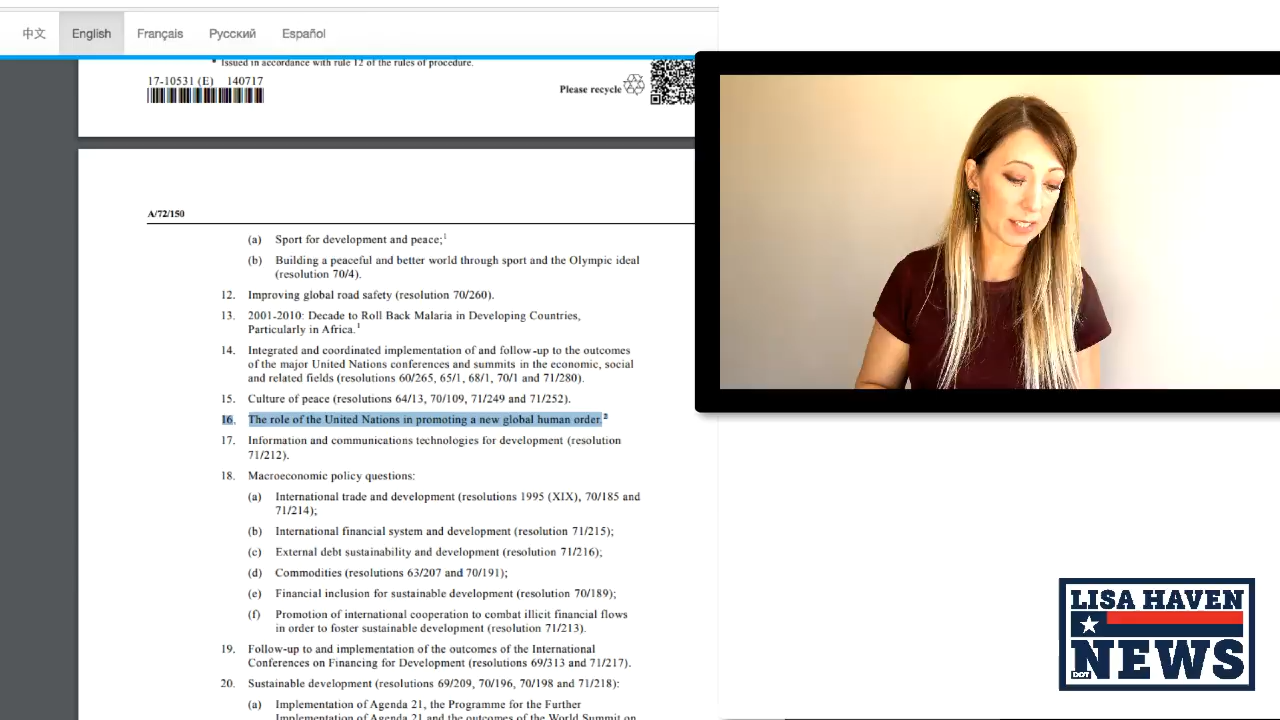 中文 English Français Русский Español
* Issued in accordance with rule 12 of the rules of procedure.
17-10531 (E) 140717
Please recycle
A/72/150
(a) Sport for development and peace;1
(b) Building a peaceful and better world through sport and the Olympic ideal
(resolution 70/4).
12. Improving global road safety (resolution 70/260).
13. 2001-2010: Decade to Roll Back Malaria in Developing Countries,
Particularly in Africa.1
14. Integrated and coordinated implementation of and follow-up to the outcomes
of the major United Nations conferences and summits in the economic, social
and related fields (resolutions 60/265, 65/1, 68/1, 70/1 and 71/280).
15. Culture of peace (resolutions 64/13, 70/109, 71/249 and 71/252).
16. The role of the United Nations in promoting a new global human order.2
17. Information and communications technologies for development (resolution
71/212).
18. Macroeconomic policy questions:
(a) International trade and development (resolutions 1995 (XIX), 70/185 and
71/214);
(b) International financial system and development (resolution 71/215);
(c) External debt sustainability and development (resolution 71/216);
(d) Commodities (resolutions 63/207 and 70/191);
(e) Financial inclusion for sustainable development (resolution 70/189);
(f) Promotion of international cooperation to combat illicit financial flows
in order to foster sustainable development (resolution 71/213).
19. Follow-up to and implementation of the outcomes of the International
Conferences on Financing for Development (resolutions 69/313 and 71/217).
20. Sustainable development (resolutions 69/209, 70/196, 70/198 and 71/218):
(a) Implementation of Agenda 21, the Programme for the Further
Implementation of Agenda 21 and the outcomes of the World Summit on
LISA HAVEN
DOT NEWS